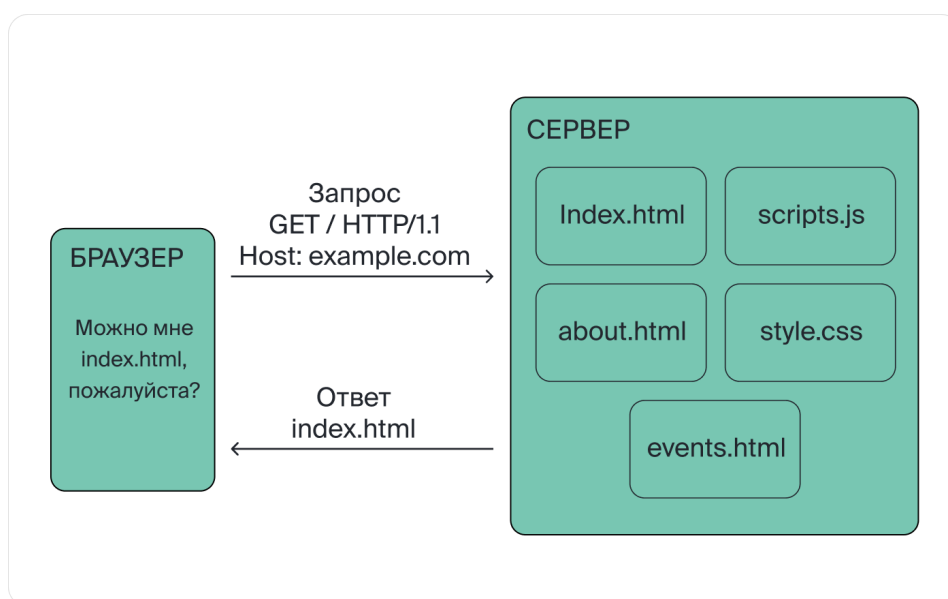 БРАУЗЕР
Можно мне
index.html,
пожалуйста?
Запрос
GET / HTTP/1.1
Host: example.com
Ответ
index.html
СЕРВЕР
Index.html
scripts.js
about.html
style.css
events.html